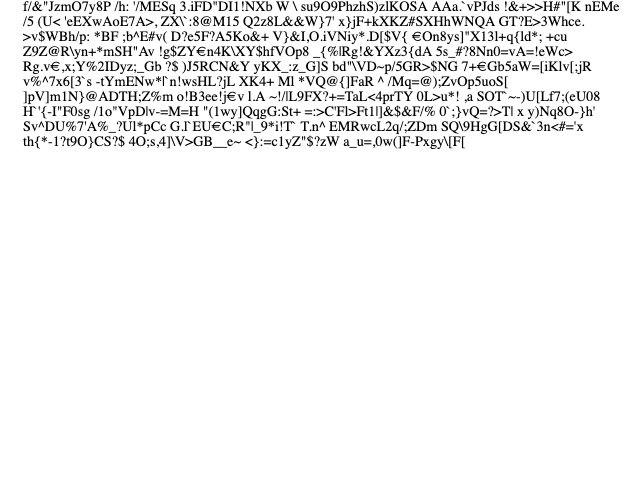 f/&"JzmO7y8P /h: '/MESq 3.iFD"DI1!NXb W \ su9O9PhzhS)zlKOSA AAa.`vPJds !&+>>H#"[K nEMe
/5 (U< 'eEXwAoE7A>, ZX\`:8@M15 Q2z8L&&W}7' x}jF+kXKZ#SXHhWNQA GT?E>3Whce.
>v$WBh/p: *BF ;b^E#v( D?e5F?A5Ko&+ V}&I,O.iVNiy*.D[$V{ €On8ys]"X13l+q{ld*; +cu
Z9Z@R\yn+*mSH"Av !g$ZY€n4K\XY$hfVOp8 _{%|Rg!&YXz3{dA 5s_#?8Nn0=vA=!eWc>
Rg.v€,x;Y%2IDyz;_Gb ?$ )J5RCN&Y yKX_:z_G]S bd"\VD~p/5GR>$NG 7+€Gb5aW=[iKlv[;jR
v%^7x6[3`s -tYmENw*l`n!wsHL?jL XK4+ Ml *VQ@{]FaR ^ /Mq=@);ZvOp5uoS[
]pV]m1N}@ADTH;Z%m o!B3ee!j€v l.A ~!/|L9FX?+=TaL<4prTY 0L>u*! ,a SOT`~-)U[Lf7;(eU08
H`'{-I"F0sg /1o"VpD|v-=M=H "(1wy]QqgG:St+ =:>C'Fl>Ft1|]&$&F/% 0`;}vQ=?>T| x y)Nq8O-}h'
Sv^DU%7'A%_?Ul*pCc G.l`EU€C;R"|_9*i!T` T.n^ EMRwcL2q/;ZDm SQ\9HgG[DS&`3n<#='x
th{*-1?t9O}CS?$ 4O;s,4]\V>GB__e~ <}:=c1yZ"$?zW a_u=,0w(]F-Pxgy\[F[